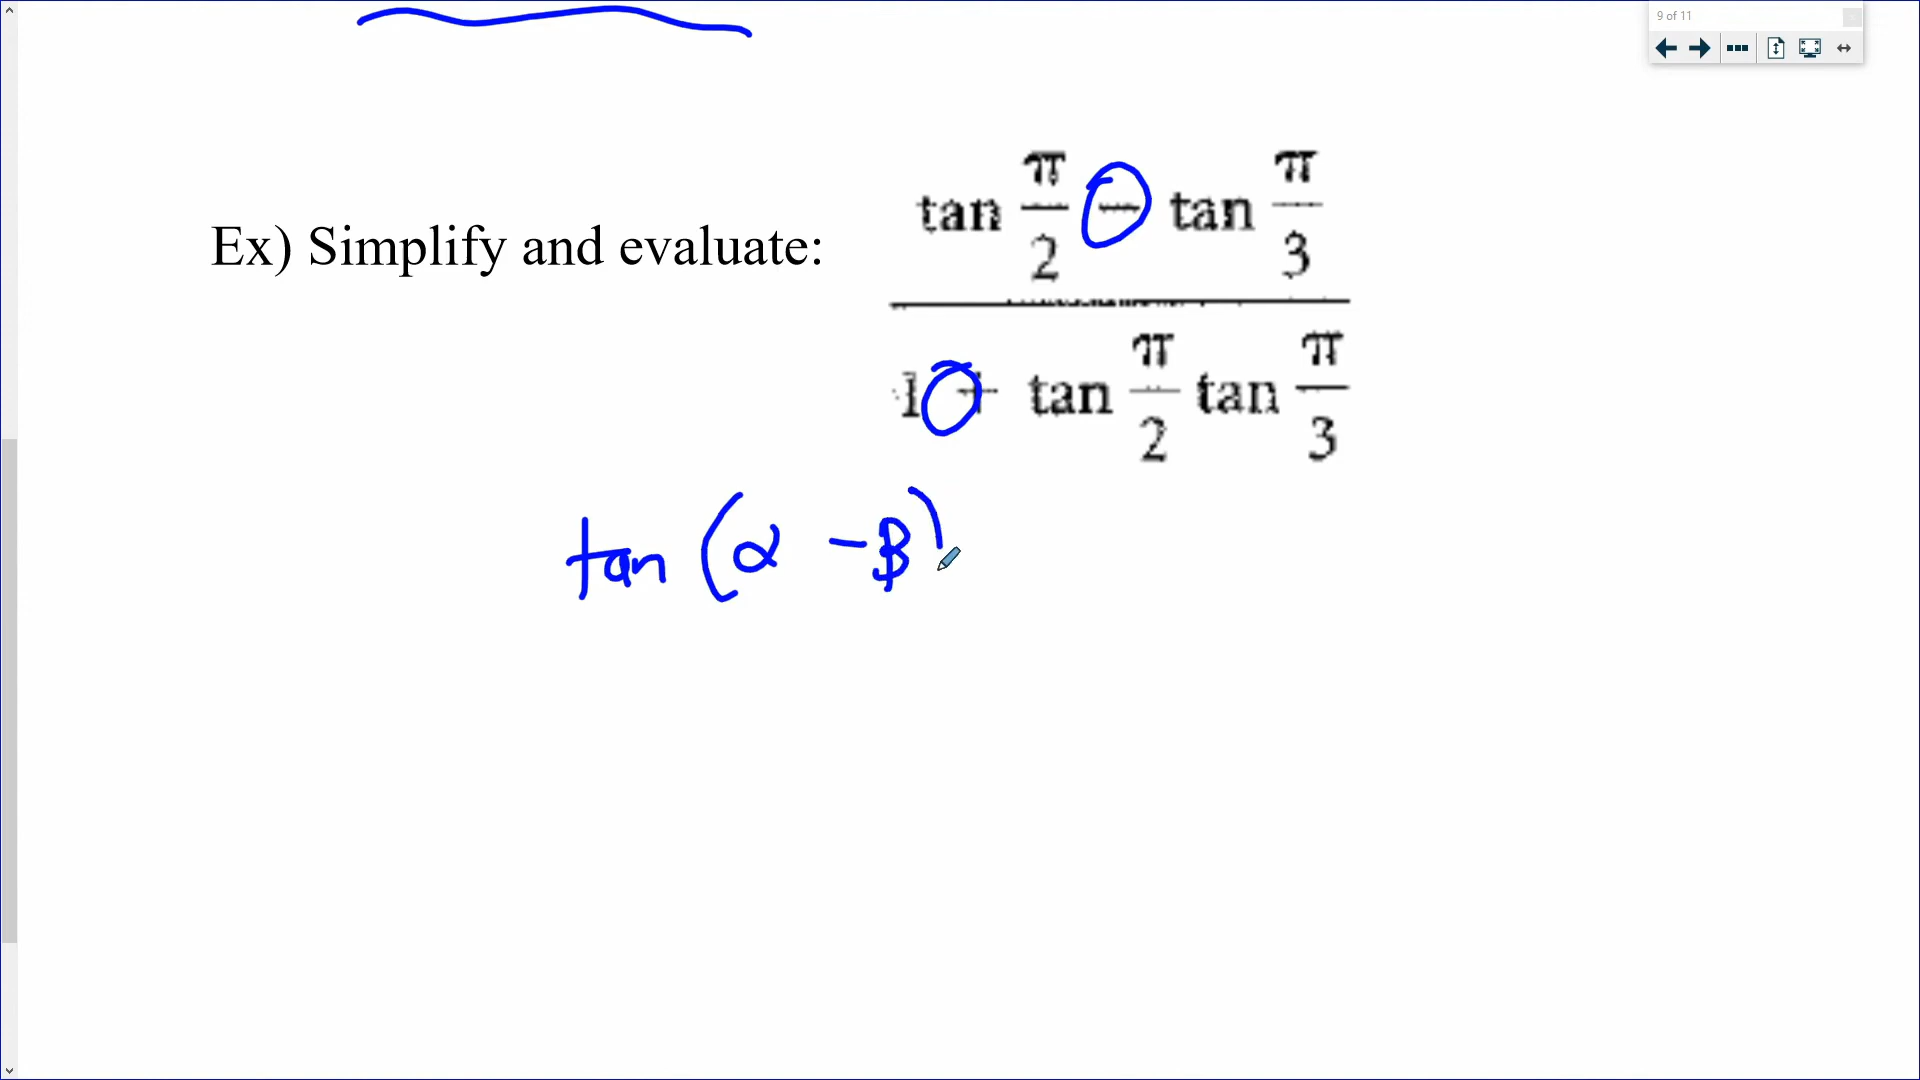 9 of 11
Ex) Simplify and evaluate:
tan π/2 − tan π/3
1 + tan π/2 tan π/3
tan (α − β)